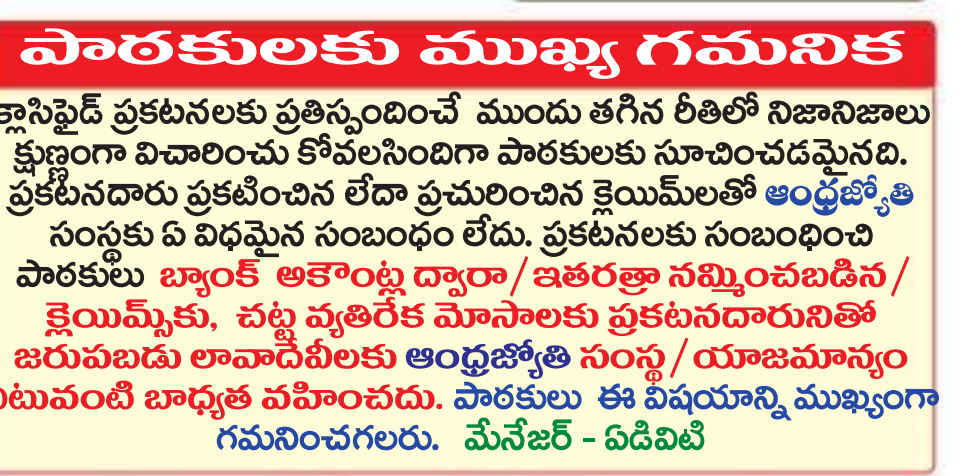 పాఠకులకు ముఖ్య గమనిక
క్లాసిఫైడ్ ప్రకటనలకు ప్రతిస్పందించే ముందు తగిన రీతిలో నిజానిజాలు
క్షుణ్ణంగా విచారించు కోవలసిందిగా పాఠకులకు సూచించడమైనది.
ప్రకటనదారు ప్రకటించిన లేదా ప్రచురించిన క్లెయిమ్‌లతో ఆంధ్రజ్యోతి
సంస్థకు ఏ విధమైన సంబంధం లేదు. ప్రకటనలకు సంబంధించి
పాఠకులు బ్యాంక్ అకౌంట్ల ద్వారా/ఇతరత్రా నమ్మించబడిన/
క్లెయిమ్స్‌కు, చట్ట వ్యతిరేక మోసాలకు ప్రకటనదారునితో
జరుపబడు లావాదేవీలకు ఆంధ్రజ్యోతి సంస్థ/యాజమాన్యం
ఎటువంటి బాధ్యత వహించదు. పాఠకులు ఈ విషయాన్ని ముఖ్యంగా
గమనించగలరు. మేనేజర్ - ఏడివిటి